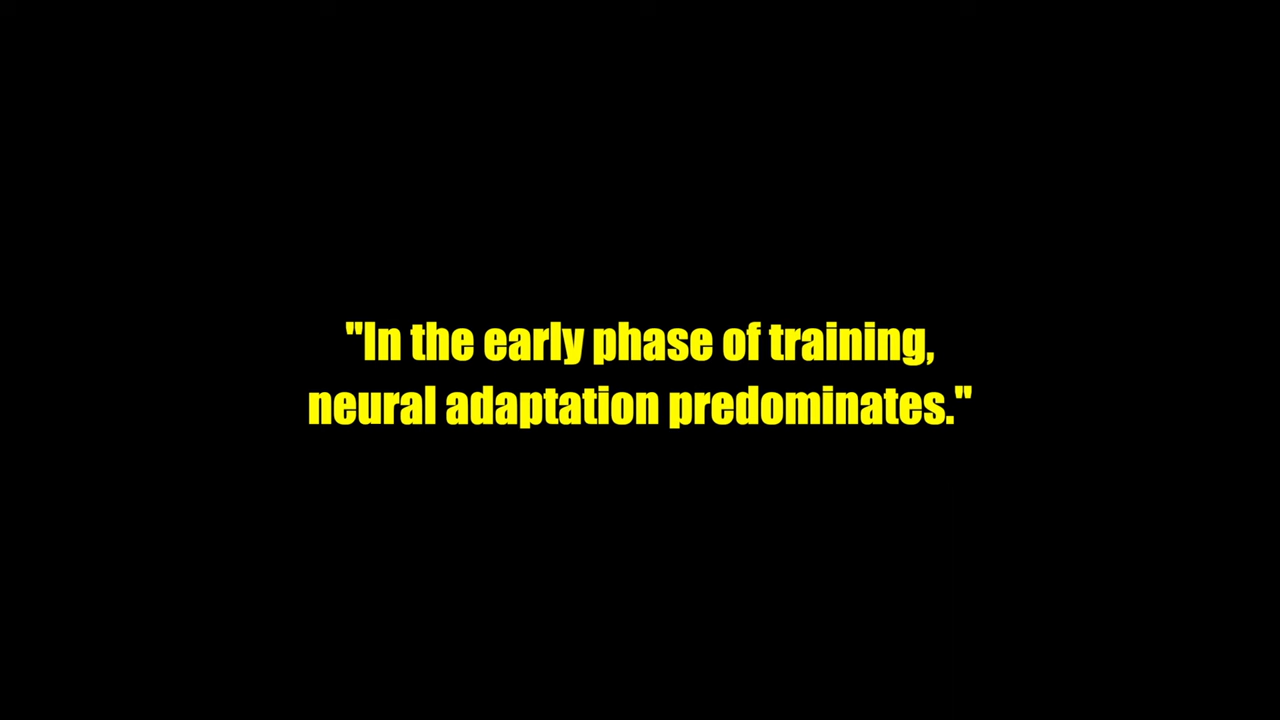 "In the early phase of training,
neural adaptation predominates."